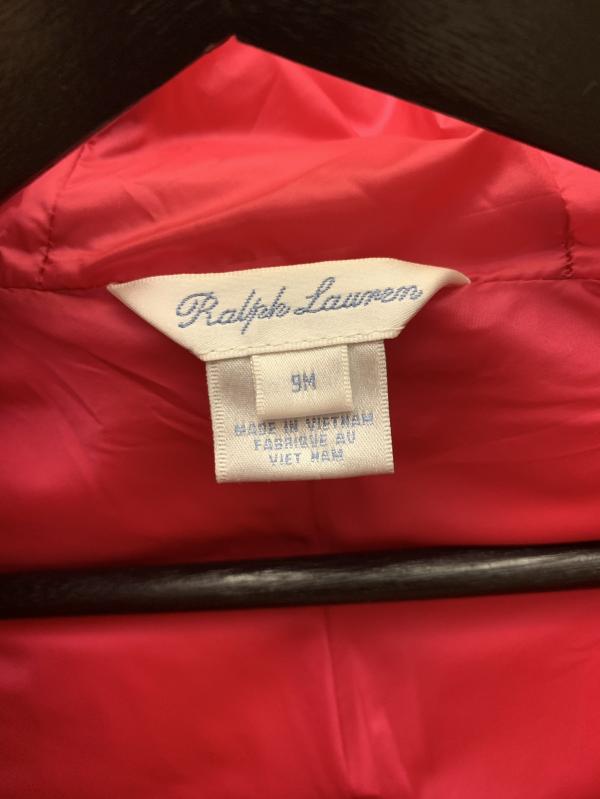 Ralph Lauren
9M
MADE IN VIETNAM
FABRIQUE AU
VIET NAM